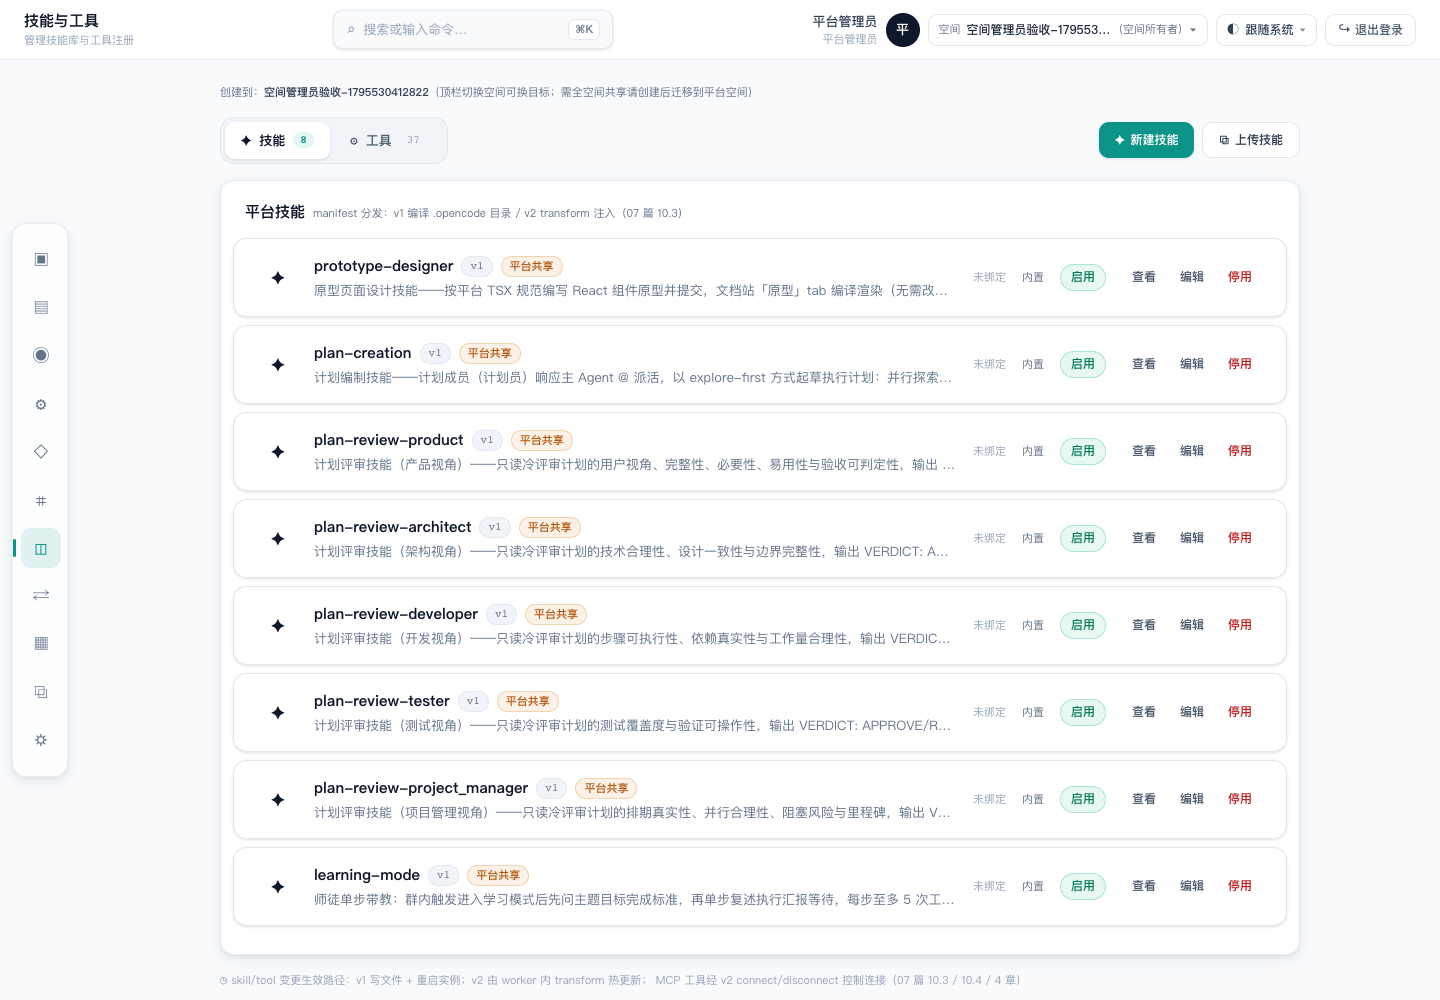 技能与工具
管理技能库与工具注册
搜索或输入命令... ⌘K
平台管理员
平台管理员
平
空间 空间管理员验收-179553... (空间所有者)
跟随系统
退出登录
创建到: 空间管理员验收-1795530412822 (顶栏切换空间可换目标; 需全空间共享请创建后迁移到平台空间)
技能 8
工具 37
新建技能
上传技能
平台技能 manifest 分发: v1 编译 .opencode 目录 / v2 transform 注入 (07 篇 10.3)
prototype-designer v1 平台共享
原型页面设计技能——按平台 TSX 规范编写 React 组件原型并提交，文档站「原型」tab 编译渲染（无需改...
未绑定 内置 启用 查看 编辑 停用
plan-creation v1 平台共享
计划编制技能——计划成员（计划员）响应主 Agent @ 派活，以 explore-first 方式起草执行计划：并行探索...
未绑定 内置 启用 查看 编辑 停用
plan-review-product v1 平台共享
计划评审技能（产品视角）——只读冷评审计划的用户视角、完整性、必要性、易用性与验收可判定性，输出 ...
未绑定 内置 启用 查看 编辑 停用
plan-review-architect v1 平台共享
计划评审技能（架构视角）——只读冷评审计划的技术合理性、设计一致性与边界完整性，输出 VERDICT: A...
未绑定 内置 启用 查看 编辑 停用
plan-review-developer v1 平台共享
计划评审技能（开发视角）——只读冷评审计划的步骤可执行性、依赖真实性与工作量合理性，输出 VERDIC...
未绑定 内置 启用 查看 编辑 停用
plan-review-tester v1 平台共享
计划评审技能（测试视角）——只读冷评审计划的测试覆盖度与验证可操作性，输出 VERDICT: APPROVE/R...
未绑定 内置 启用 查看 编辑 停用
plan-review-project_manager v1 平台共享
计划评审技能（项目管理视角）——只读冷评审计划的排期真实性、并行合理性、阻塞风险与里程碑，输出 V...
未绑定 内置 启用 查看 编辑 停用
learning-mode v1 平台共享
师徒单步带教：群内触发进入学习模式后先问主题目标完成标准，再单步复述执行汇报等待，每步至多 5 次工...
未绑定 内置 启用 查看 编辑 停用
skill/tool 变更生效路径: v1 写文件 + 重启实例; v2 由 worker 内 transform 热更新; MCP 工具经 v2 connect/disconnect 控制连接 (07 篇 10.3 / 10.4 / 4 章)